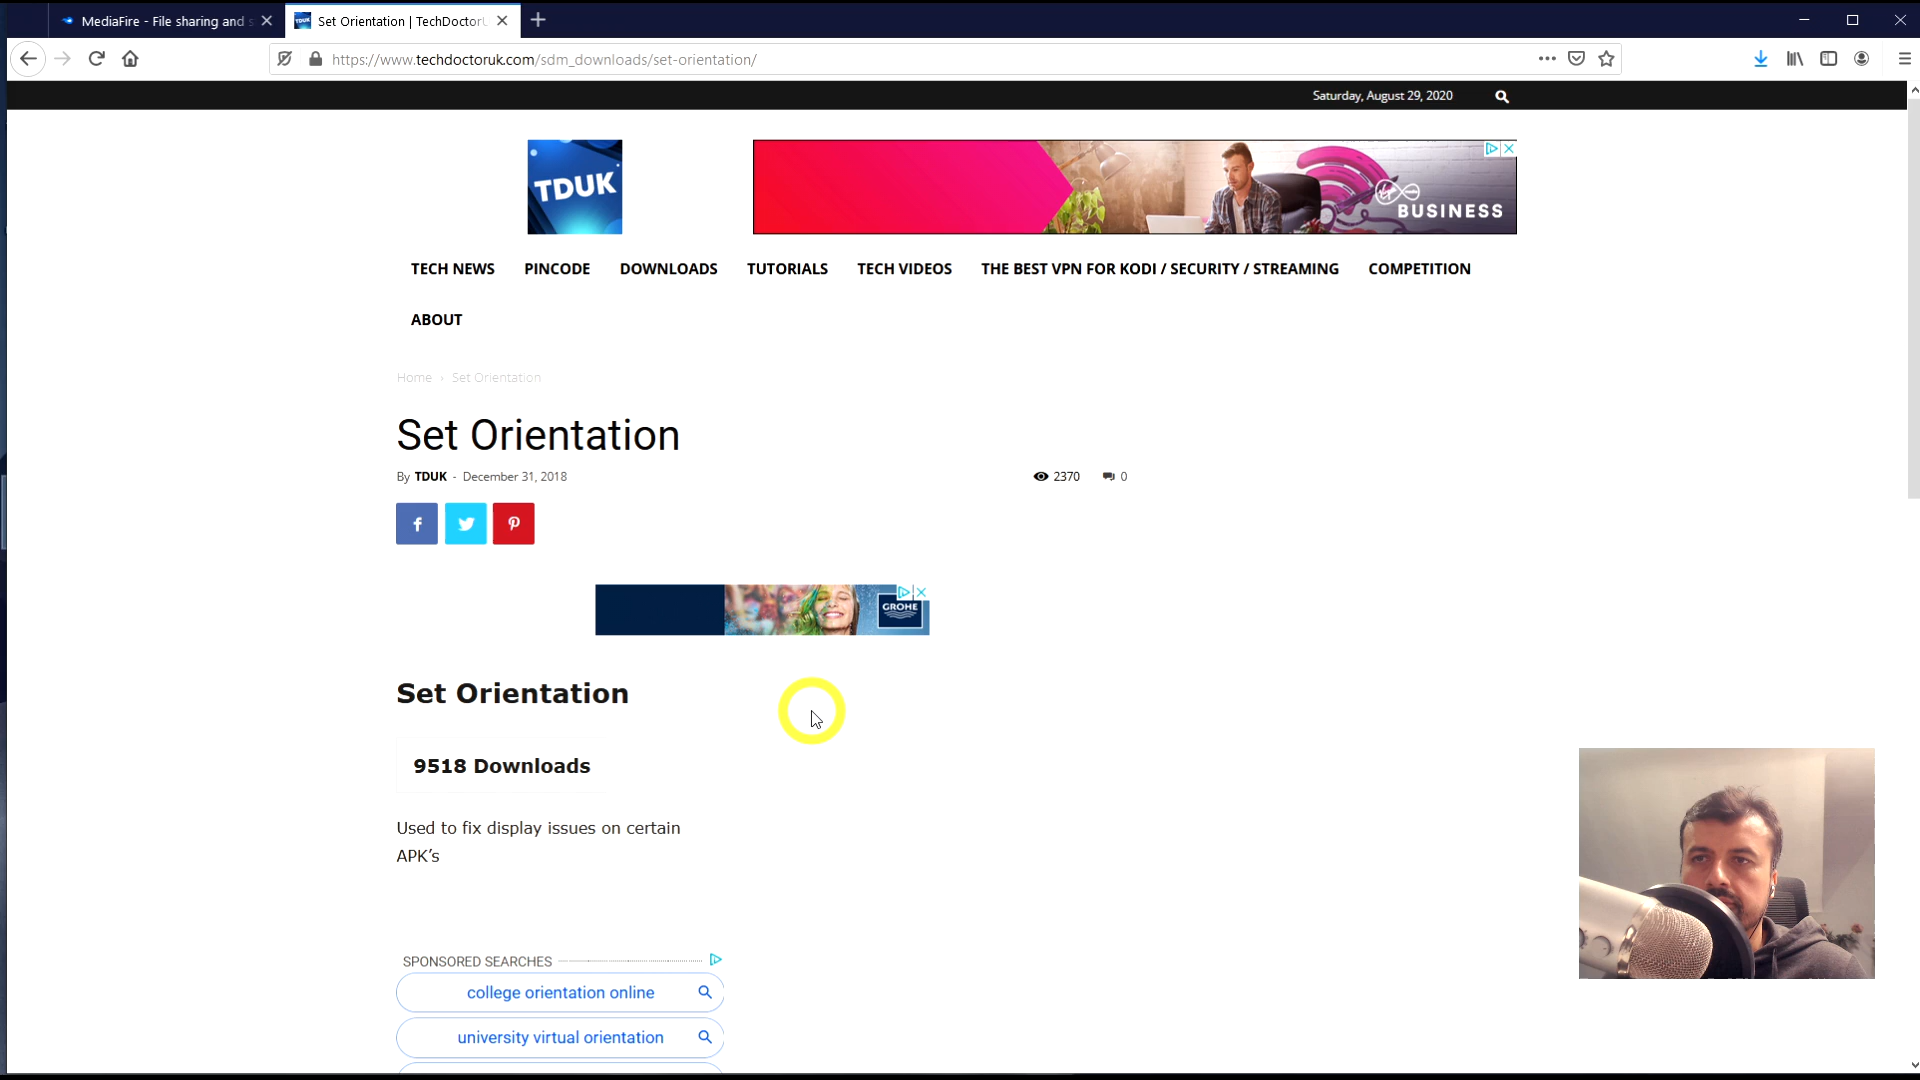 MediaFire - File sharing and s
Set Orientation | TechDoctorU
https://www.techdoctoruk.com/sdm_downloads/set-orientation/
Saturday, August 29, 2020
TDUK
BUSINESS
TECH NEWS
PINCODE
DOWNLOADS
TUTORIALS
TECH VIDEOS
THE BEST VPN FOR KODI / SECURITY / STREAMING
COMPETITION
ABOUT
Home › Set Orientation
Set Orientation
By TDUK - December 31, 2018
2370
0
GROHE
Set Orientation
9518 Downloads
Used to fix display issues on certain
APK’s
SPONSORED SEARCHES
college orientation online
university virtual orientation